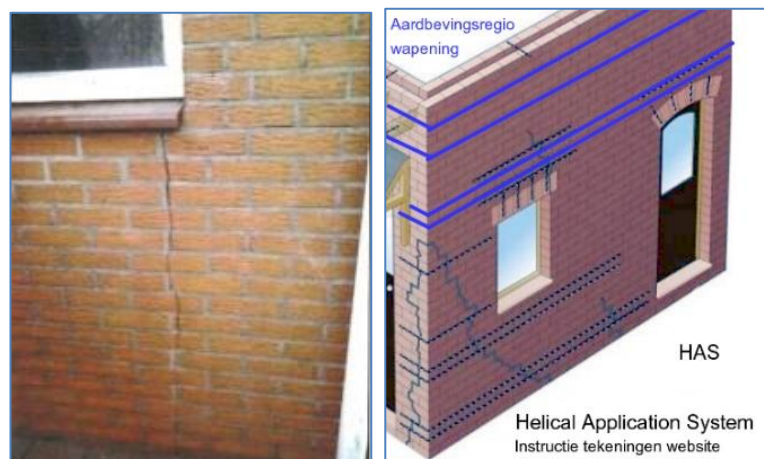 Aardbevingsregio
wapening
HAS
Helical Application System
Instructie tekeningen website